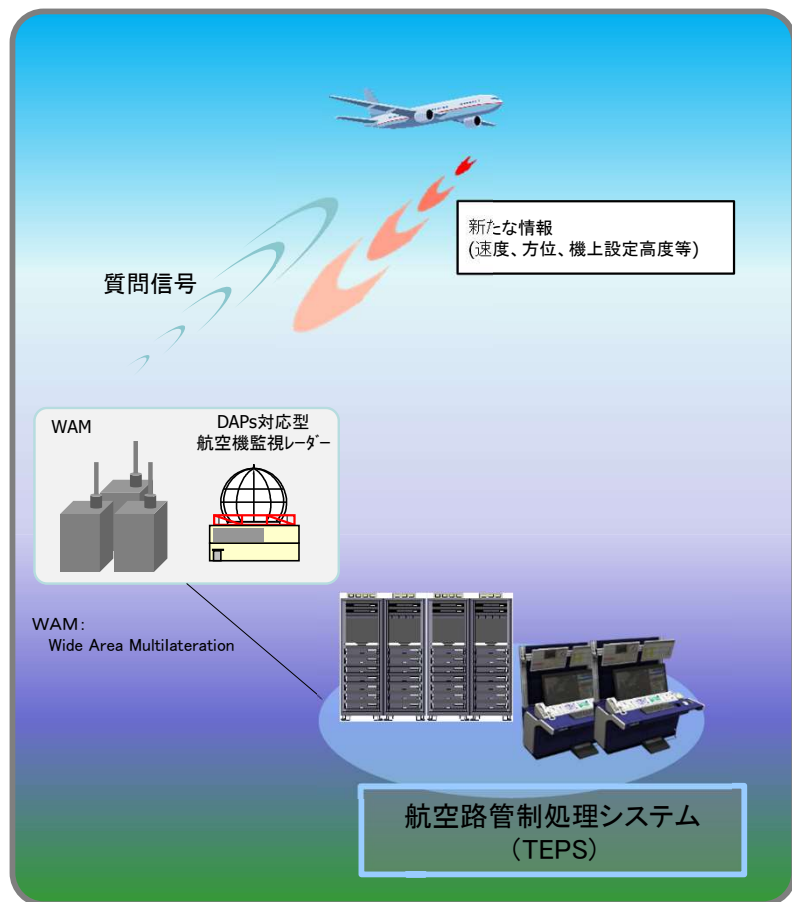 新たな情報
(速度、方位、機上設定高度等)
質問信号
WAM
DAPs対応型
航空機監視レーダー
WAM:
Wide Area Multilateration
航空路管制処理システム
(TEPS)